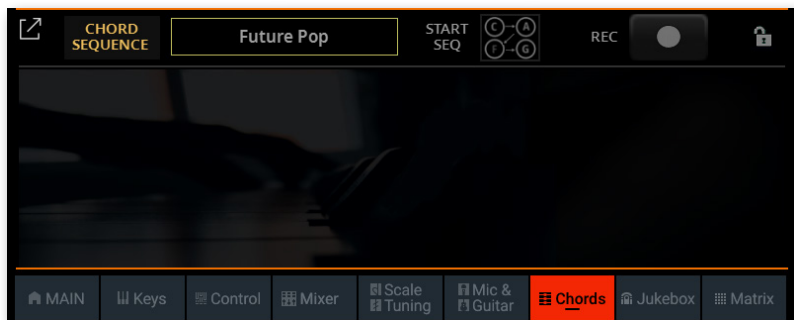 CHORD
SEQUENCE
Future Pop
START
SEQ
C A
F G
REC
MAIN
Keys
Control
Mixer
Scale
Tuning
Mic &
Guitar
Chords
Jukebox
Matrix